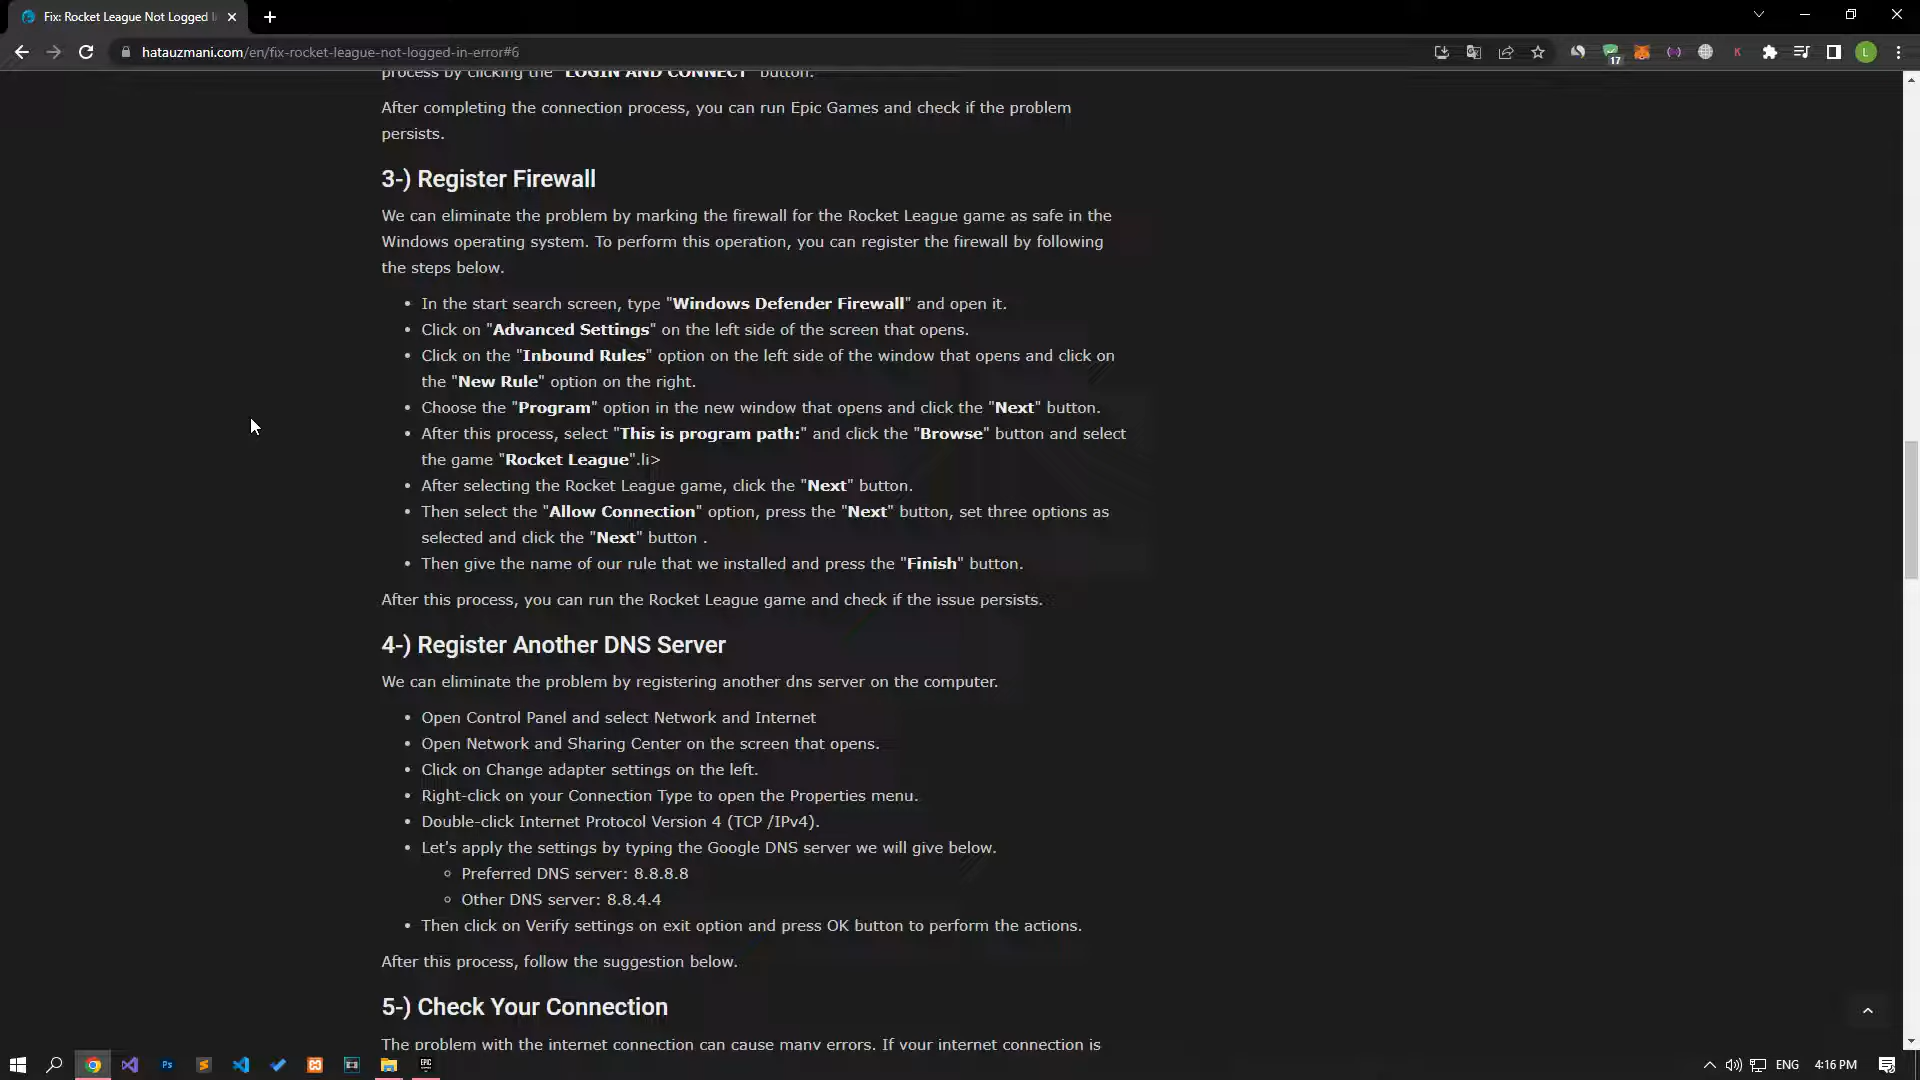 Fix: Rocket League Not Logged I
hatauzmani.com/en/fix-rocket-league-not-logged-in-error#6
17
K
L
process by clicking the "LOGIN AND CONNECT" button.
After completing the connection process, you can run Epic Games and check if the problem
persists.
3-) Register Firewall
We can eliminate the problem by marking the firewall for the Rocket League game as safe in the
Windows operating system. To perform this operation, you can register the firewall by following
the steps below.
• In the start search screen, type "Windows Defender Firewall" and open it.
• Click on "Advanced Settings" on the left side of the screen that opens.
• Click on the "Inbound Rules" option on the left side of the window that opens and click on
the "New Rule" option on the right.
• Choose the "Program" option in the new window that opens and click the "Next" button.
• After this process, select "This is program path:" and click the "Browse" button and select
the game "Rocket League".li>
• After selecting the Rocket League game, click the "Next" button.
• Then select the "Allow Connection" option, press the "Next" button, set three options as
selected and click the "Next" button .
• Then give the name of our rule that we installed and press the "Finish" button.
After this process, you can run the Rocket League game and check if the issue persists.
4-) Register Another DNS Server
We can eliminate the problem by registering another dns server on the computer.
• Open Control Panel and select Network and Internet
• Open Network and Sharing Center on the screen that opens.
• Click on Change adapter settings on the left.
• Right-click on your Connection Type to open the Properties menu.
• Double-click Internet Protocol Version 4 (TCP /IPv4).
• Let's apply the settings by typing the Google DNS server we will give below.
◦ Preferred DNS server: 8.8.8.8
◦ Other DNS server: 8.8.4.4
• Then click on Verify settings on exit option and press OK button to perform the actions.
After this process, follow the suggestion below.
5-) Check Your Connection
The problem with the internet connection can cause many errors. If your internet connection is
Ps
EPIC
ENG
4:16 PM